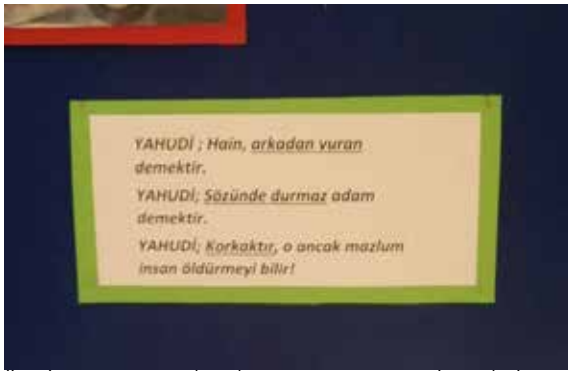 YAHUDİ ; Hain, arkadan vuran
demektir.
YAHUDİ; Sözünde durmaz adam
demektir.
YAHUDİ; Korkaktır, o ancak mazlum
insan öldürmeyi bilir!